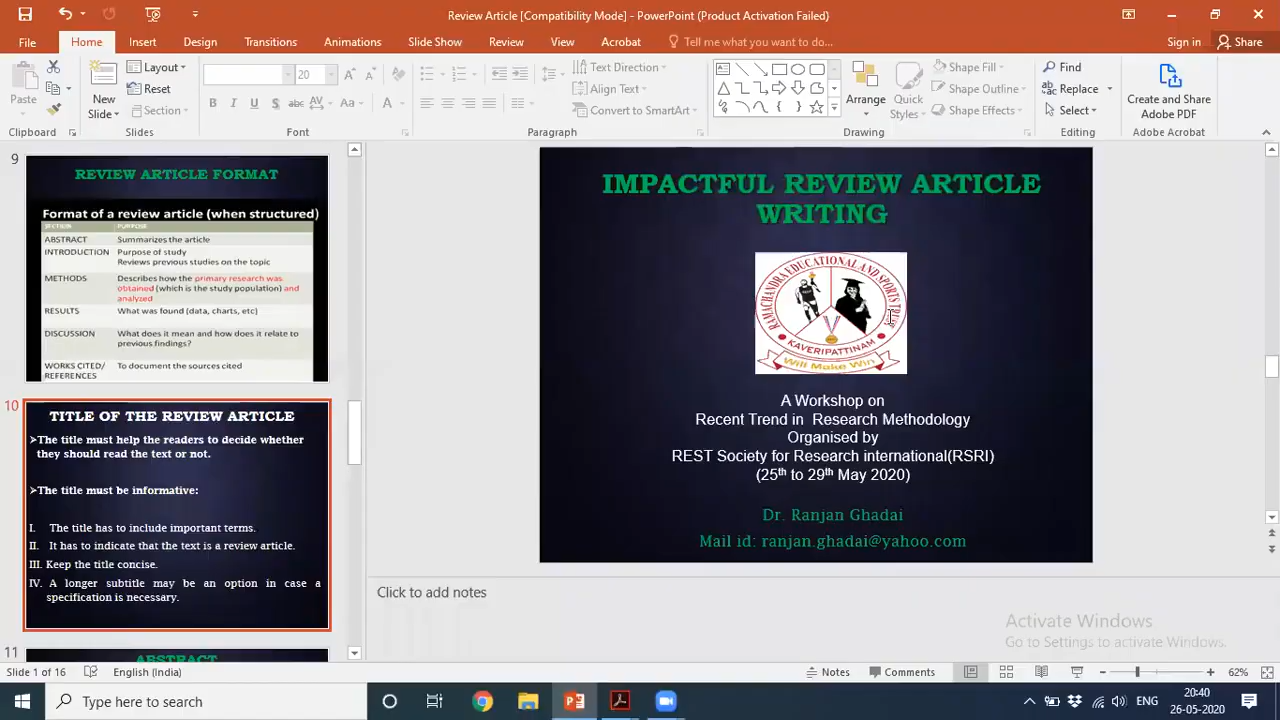 Review Article [Compatibility Mode] - PowerPoint (Product Activation Failed)
File Home Insert Design Transitions Animations Slide Show Review View Acrobat Tell me what you want to do... Sign in Share
Paste
New Slide
Layout
Reset
Section
20
Text Direction
Align Text
Convert to SmartArt
Arrange
Quick Styles
Shape Fill
Shape Outline
Shape Effects
Find
Replace
Select
Create and Share Adobe PDF
Clipboard Slides Font Paragraph Drawing Editing Adobe Acrobat
9
REVIEW ARTICLE FORMAT
Format of a review article (when structured)
SECTION PURPOSE
ABSTRACT Summarizes the article
INTRODUCTION Purpose of study
Reviews previous studies on the topic
METHODS Describes how the primary research was
obtained (which is the study population) and
analyzed
RESULTS What was found (data, charts, etc)
DISCUSSION What does it mean and how does it relate to
previous findings?
WORKS CITED/ To document the sources cited
REFERENCES
10
TITLE OF THE REVIEW ARTICLE
➢The title must help the readers to decide whether
they should read the text or not.
➢The title must be informative:
I. The title has to include important terms.
II. It has to indicate that the text is a review article.
III. Keep the title concise.
IV. A longer subtitle may be an option in case a
specification is necessary.
11
ABSTRACT
IMPACTFUL REVIEW ARTICLE
WRITING
RAMACHANDRA EDUCATIONAL AND SPORTS TRUST
KAVERIPATTINAM
Will Make Win
A Workshop on
Recent Trend in Research Methodology
Organised by
REST Society for Research international(RSRI)
(25th to 29th May 2020)
Dr. Ranjan Ghadai
Mail id: ranjan.ghadai@yahoo.com
Click to add notes
Activate Windows
Go to Settings to activate Windows.
Slide 1 of 16 English (India) Notes Comments 62%
Type here to search
ENG
20:40
26-05-2020